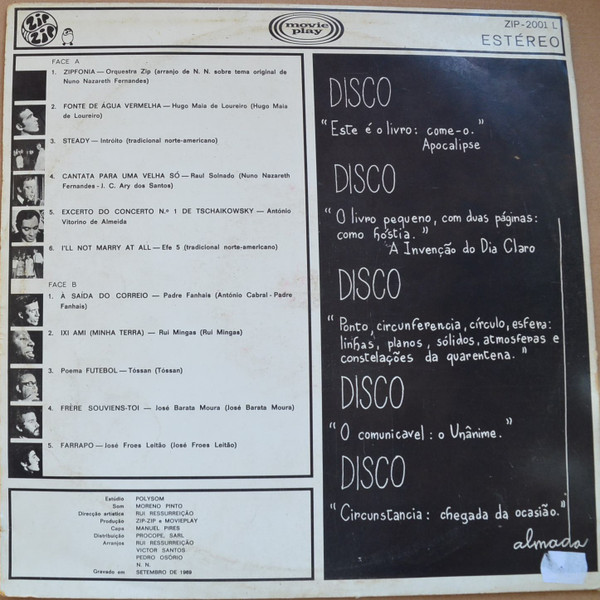 ZIP
ZIP
movie
play
ZIP-2001 L
ESTÉREO
FACE A
1. ZIPFONIA — Orquestra Zip (arranjo de N. N. sobre tema original de
Nuno Nazareth Fernandes)
2. FONTE DE ÁGUA VERMELHA — Hugo Maia de Loureiro (Hugo Maia
de Loureiro)
3. STEADY — Intróito (tradicional norte-americano)
4. CANTATA PARA UMA VELHA SÓ — Raul Solnado (Nuno Nazareth
Fernandes - J. C. Ary dos Santos)
5. EXCERTO DO CONCERTO N.º 1 DE TSCHAIKOWSKY — António
Vitorino de Almeida
6. I'LL NOT MARRY AT ALL — Efe 5 (tradicional norte-americano)
FACE B
1. À SAÍDA DO CORREIO — Padre Fanhais (António Cabral - Padre
Fanhais)
2. IXI AMI (MINHA TERRA) — Rui Mingas (Rui Mingas)
3. Poema FUTEBOL — Tóssan (Tóssan)
4. FRÈRE SOUVIENS-TOI — José Barata Moura (José Barata Moura)
5. FARRAPO — José Froes Leitão (José Froes Leitão)
Estúdio POLYSOM
Som MORENO PINTO
Direcção artística RUI RESSURREIÇÃO
Produção ZIP-ZIP e MOVIEPLAY
Capa MANUEL PIRES
Distribuição PROCOPE, SARL
Arranjos RUI RESSURREIÇÃO
VICTOR SANTOS
PEDRO OSÓRIO
N. N.
Gravado em SETEMBRO DE 1969
DISCO
"Este é o livro: come-o."
Apocalipse
DISCO
"O livro pequeno, com duas páginas:
como hóstia."
A Invenção do Dia Claro
DISCO
"Ponto, circunferencia, círculo, esfera:
linhas, planos, sólidos, atmosferas e
constelações da quarentena."
DISCO
"O comunicavel: o Unânime."
DISCO
"Circunstancia: chegada da ocasião."
almada